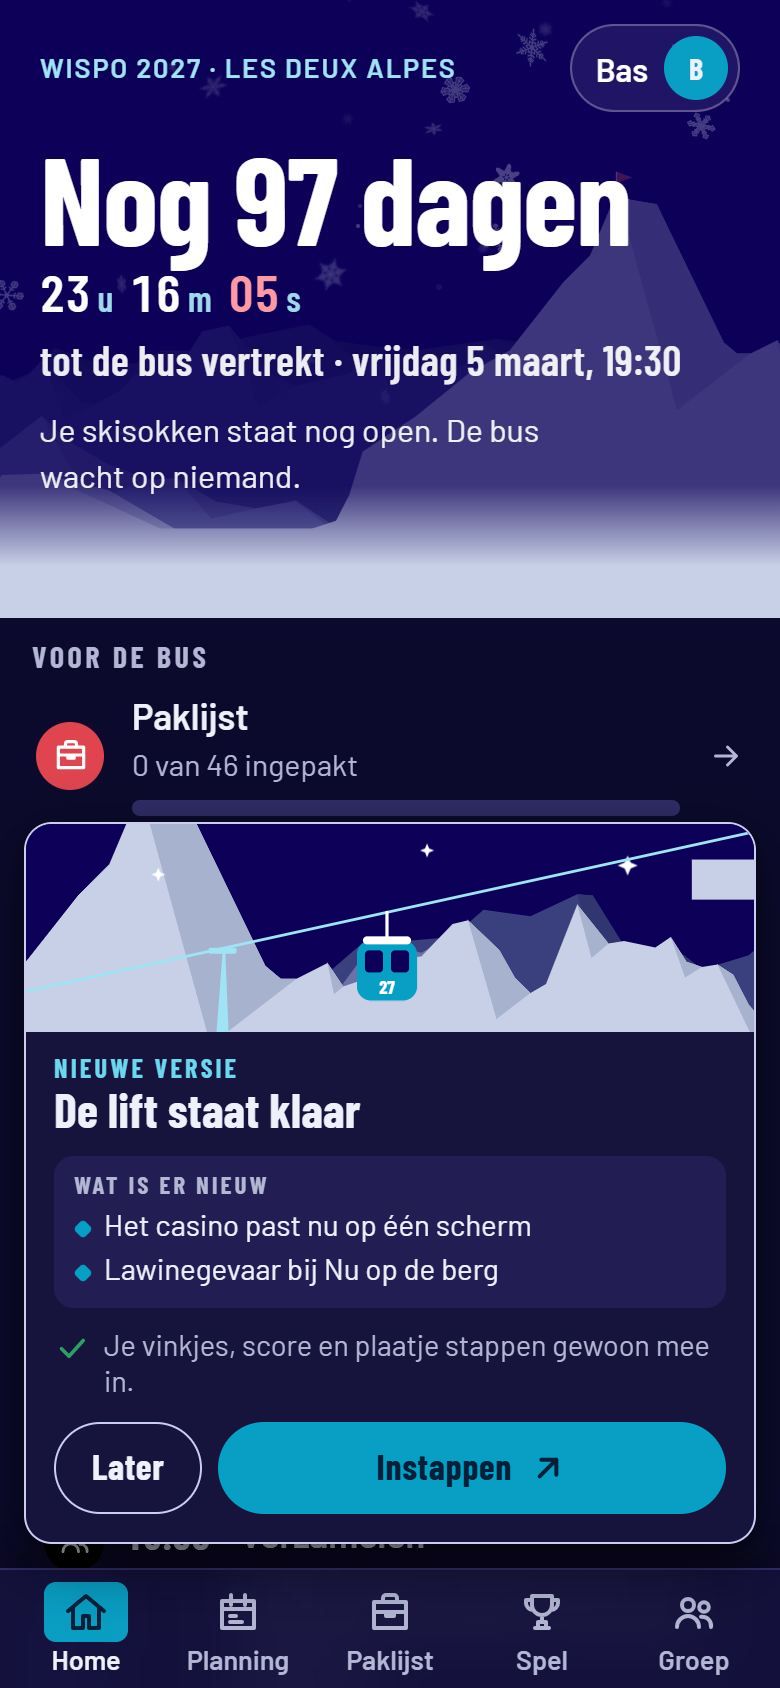 WISPO 2027 · LES DEUX ALPES
Bas
B
Nog 97 dagen
23 u 16 m 05 s
tot de bus vertrekt · vrijdag 5 maart, 19:30
Je skisokken staat nog open. De bus
wacht op niemand.
VOOR DE BUS
Paklijst
0 van 46 ingepakt
27
NIEUWE VERSIE
De lift staat klaar
WAT IS ER NIEUW
Het casino past nu op één scherm
Lawinegevaar bij Nu op de berg
Je vinkjes, score en plaatje stappen gewoon mee
in.
Later
Instappen
Home
Planning
Paklijst
Spel
Groep